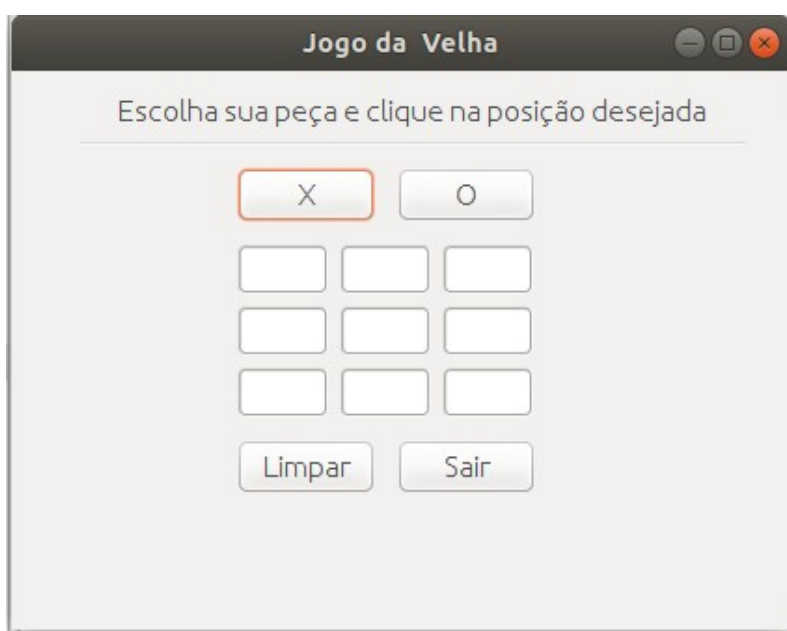 Jogo da Velha
Escolha sua peça e clique na posição desejada
X O
Limpar Sair